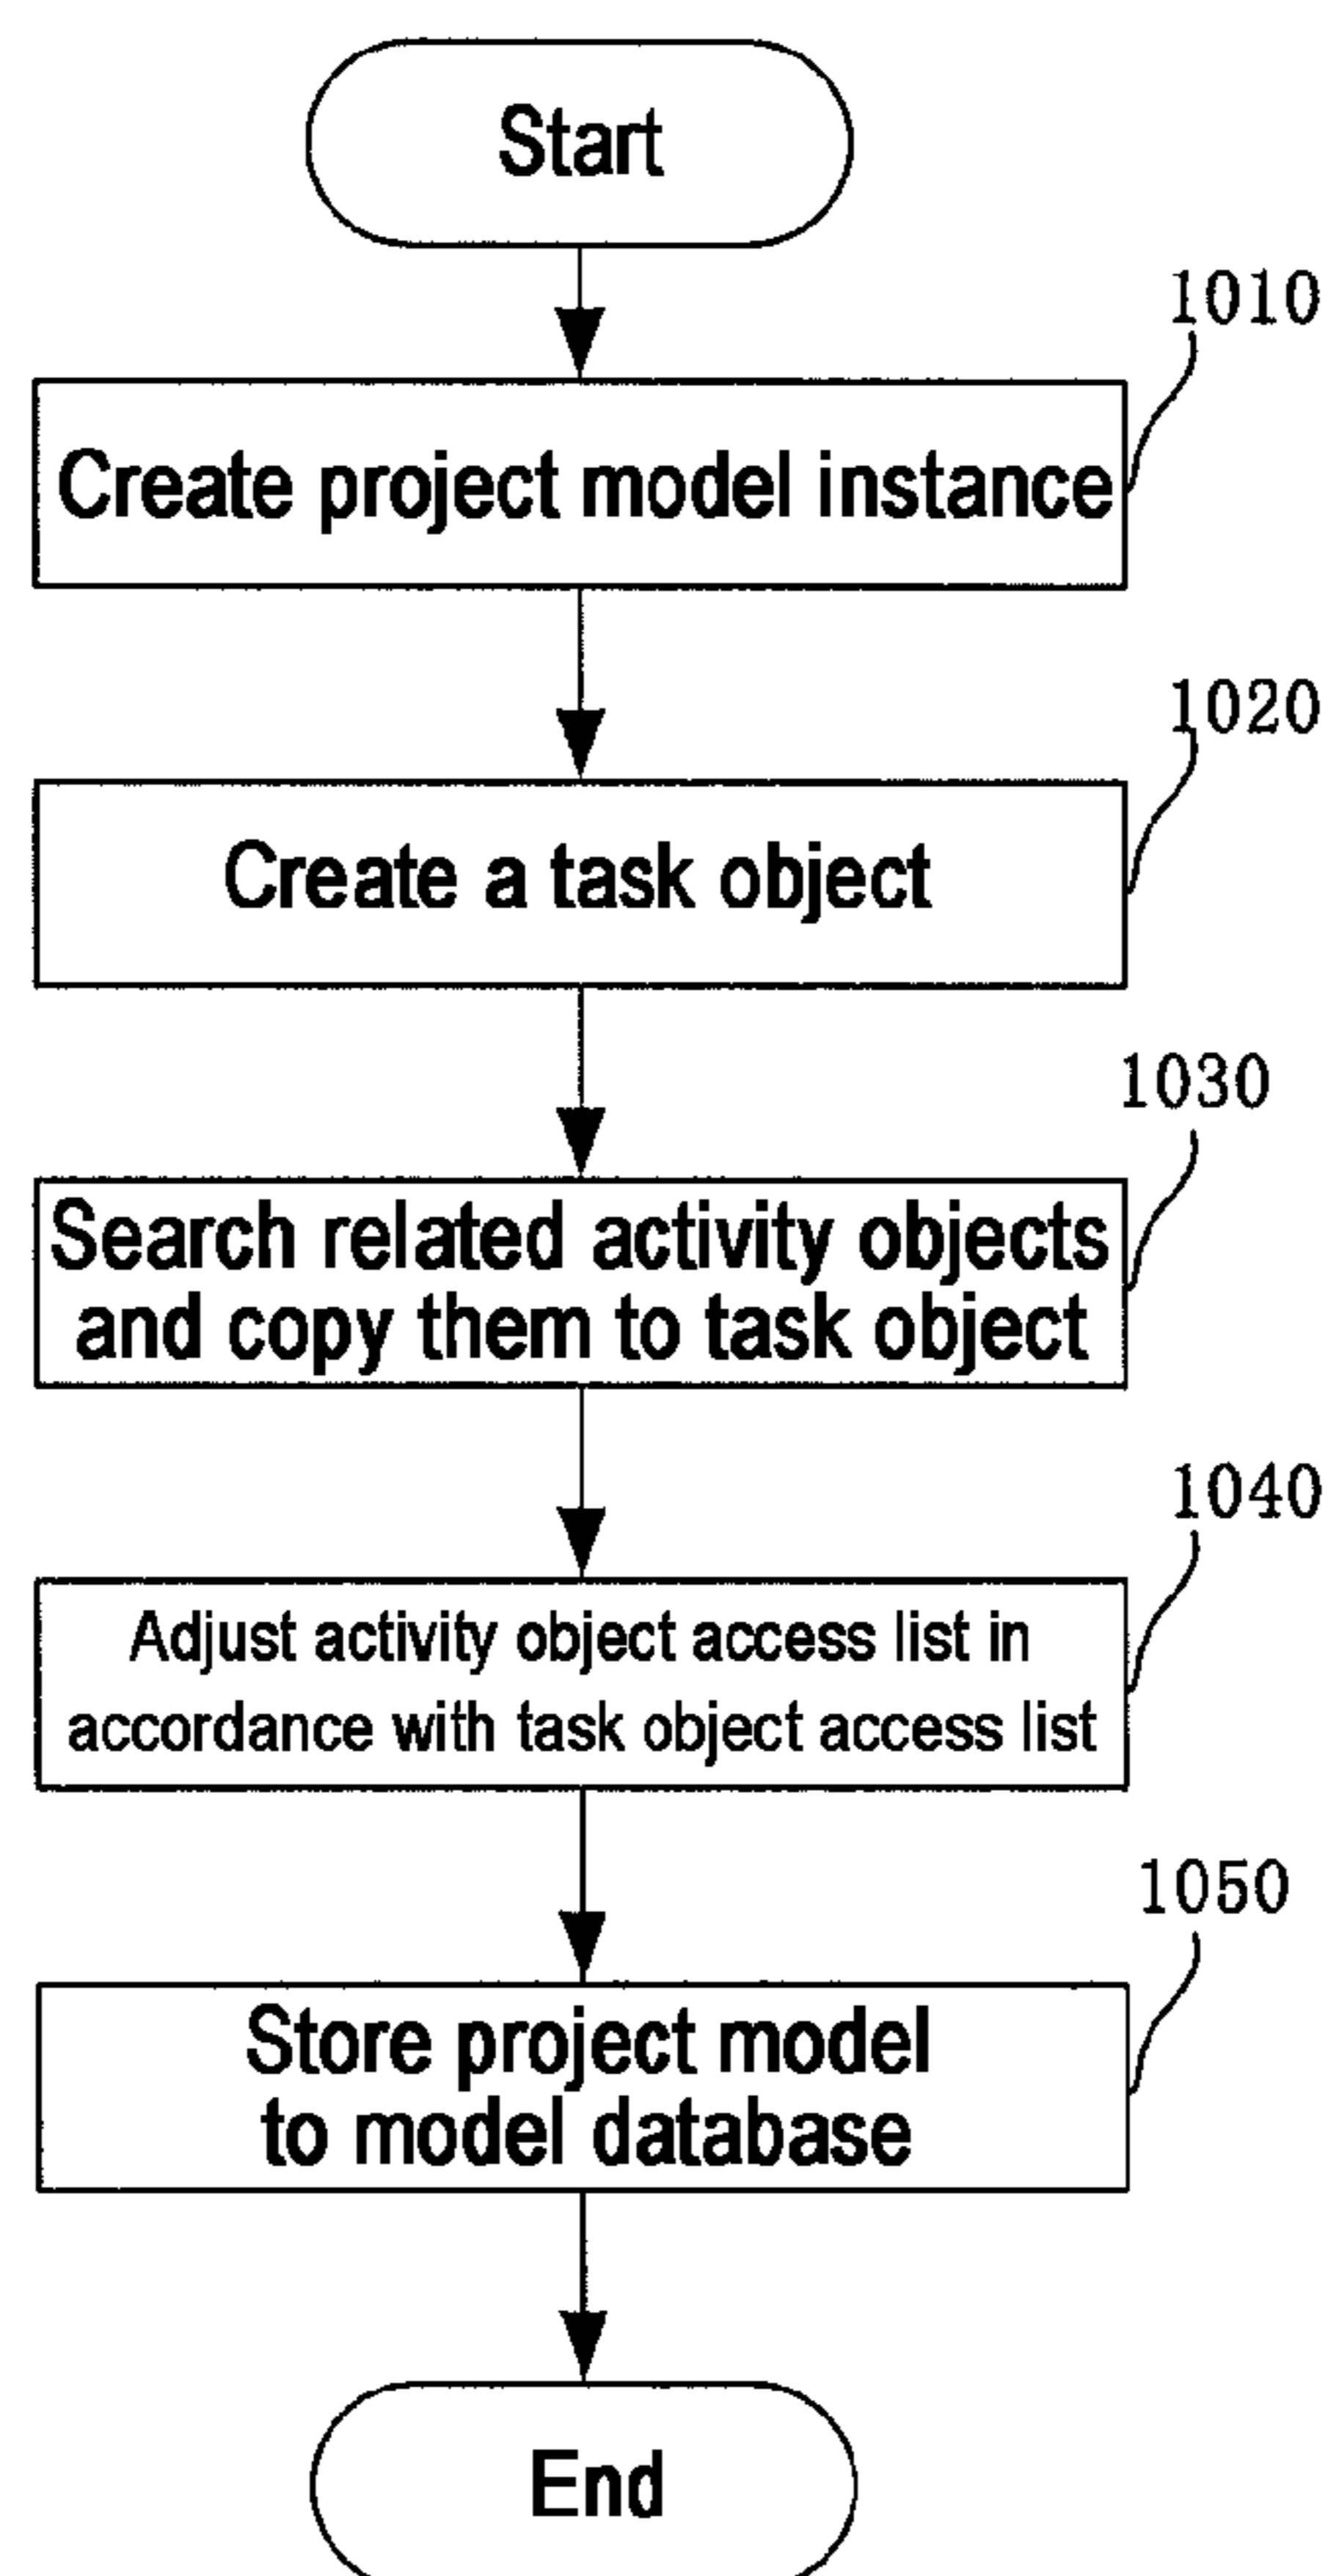 Start
1010
Create project model instance
1020
Create a task object
1030
Search related activity objects
and copy them to task object
1040
Adjust activity object access list in
accordance with task object access list
1050
Store project model
to model database
End